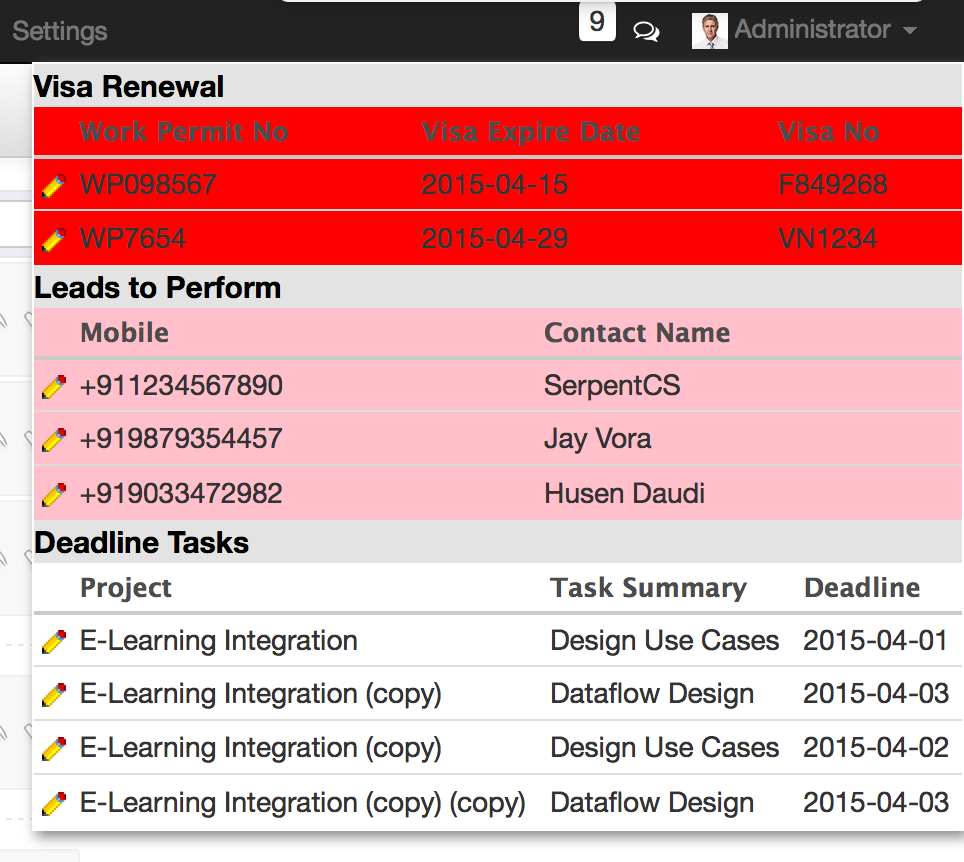 Settings 9 Administrator
Visa Renewal
Work Permit No Visa Expire Date Visa No
WP098567 2015-04-15 F849268
WP7654 2015-04-29 VN1234
Leads to Perform
Mobile Contact Name
+911234567890 SerpentCS
+919879354457 Jay Vora
+919033472982 Husen Daudi
Deadline Tasks
Project Task Summary Deadline
E-Learning Integration Design Use Cases 2015-04-01
E-Learning Integration (copy) Dataflow Design 2015-04-03
E-Learning Integration (copy) Design Use Cases 2015-04-02
E-Learning Integration (copy) (copy) Dataflow Design 2015-04-03